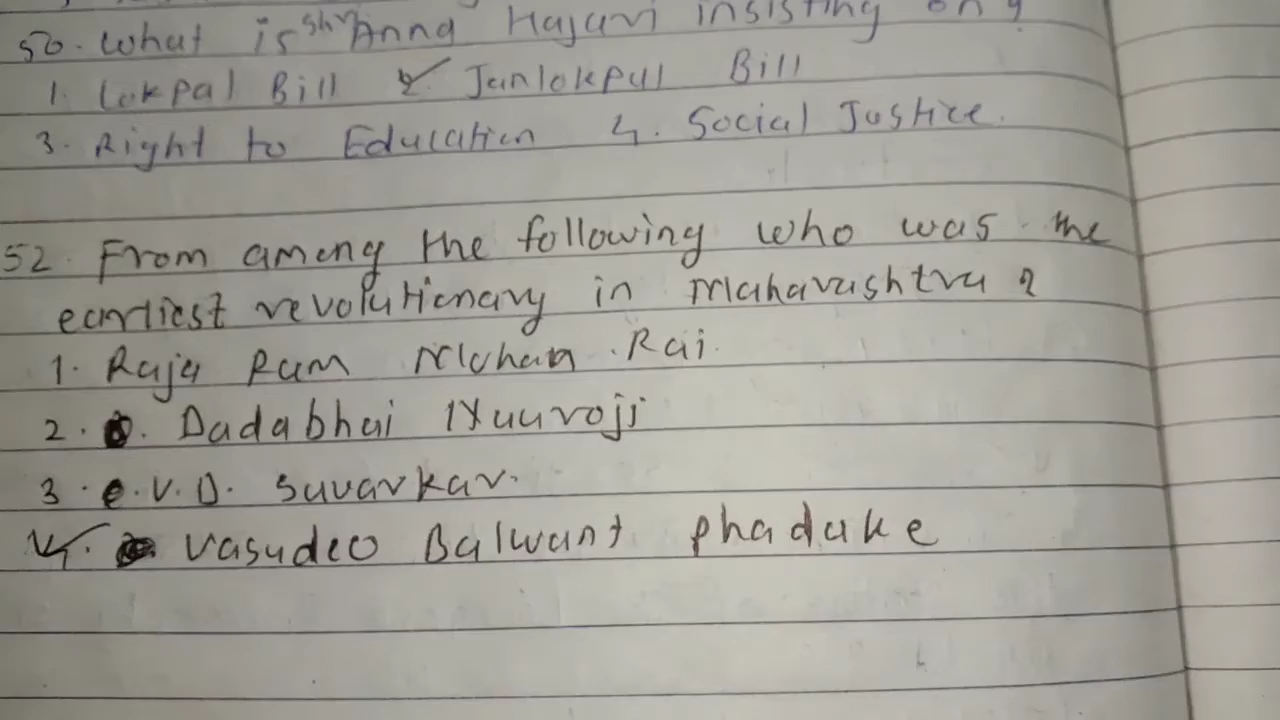 50. What is Shri Anna Hajari insisting on ?
1. Lokpal Bill 2. Janlokpal Bill
3. Right to Education 4. Social Justice.
52. From among the following who was the
earliest revolutionary in Maharashtra ?
1. Raja Ram Mohan Rai.
2. Dadabhai Nauroji
3. V.D. Savarkar.
4. Vasudeo Balwant phadake